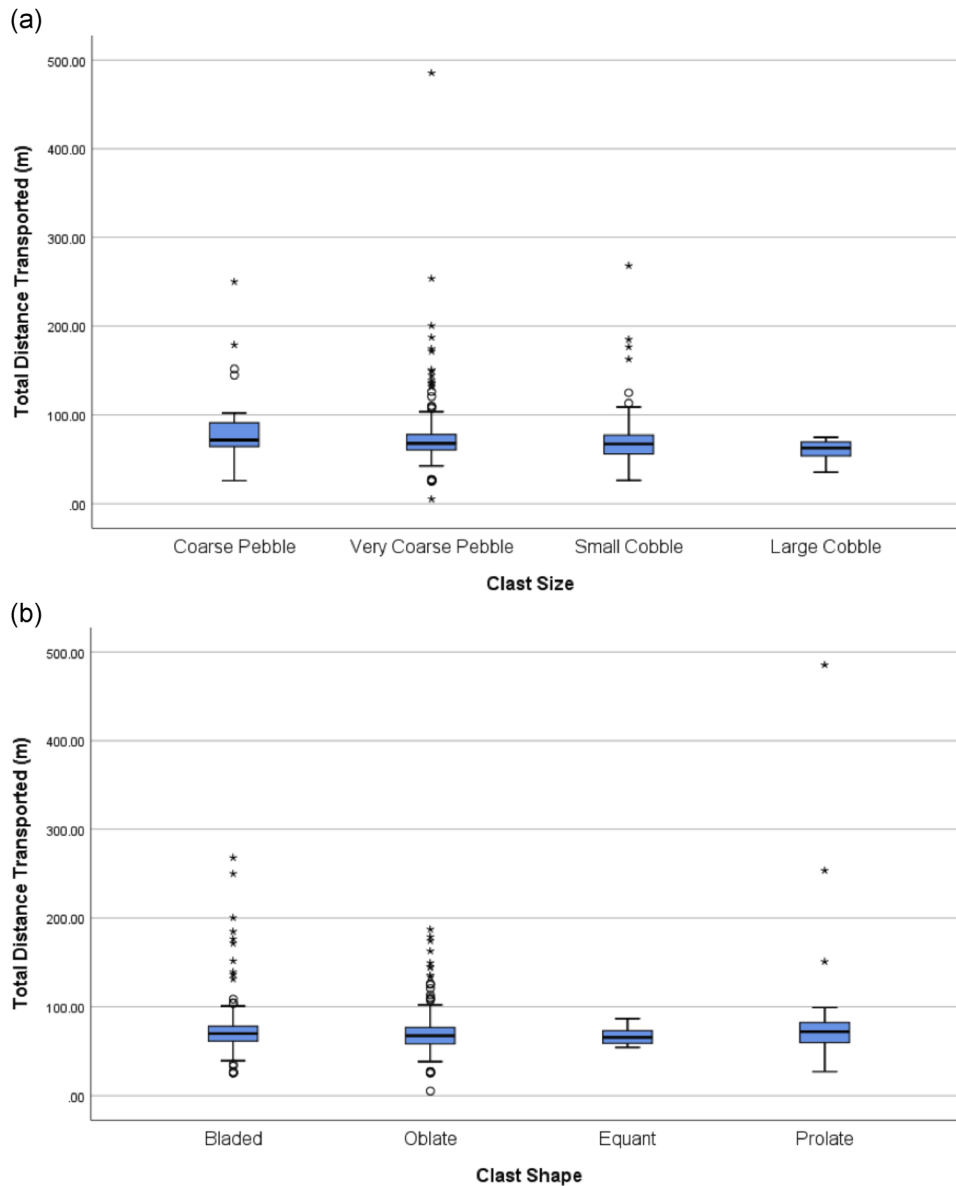 (a)
Total Distance Transported (m)
500.00
400.00
300.00
200.00
100.00
.00
Coarse Pebble
Very Coarse Pebble
Small Cobble
Large Cobble
Clast Size
(b)
Total Distance Transported (m)
500.00
400.00
300.00
200.00
100.00
.00
Bladed
Oblate
Equant
Prolate
Clast Shape